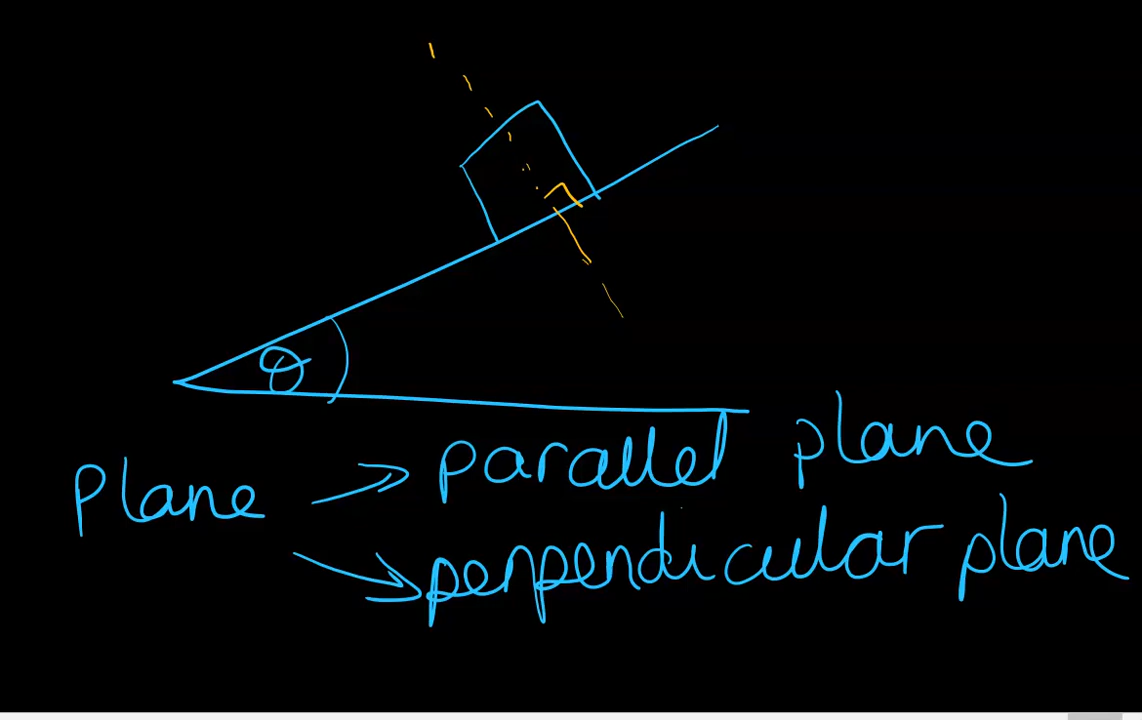 θ
Plane → parallel plane
→ perpendicular plane